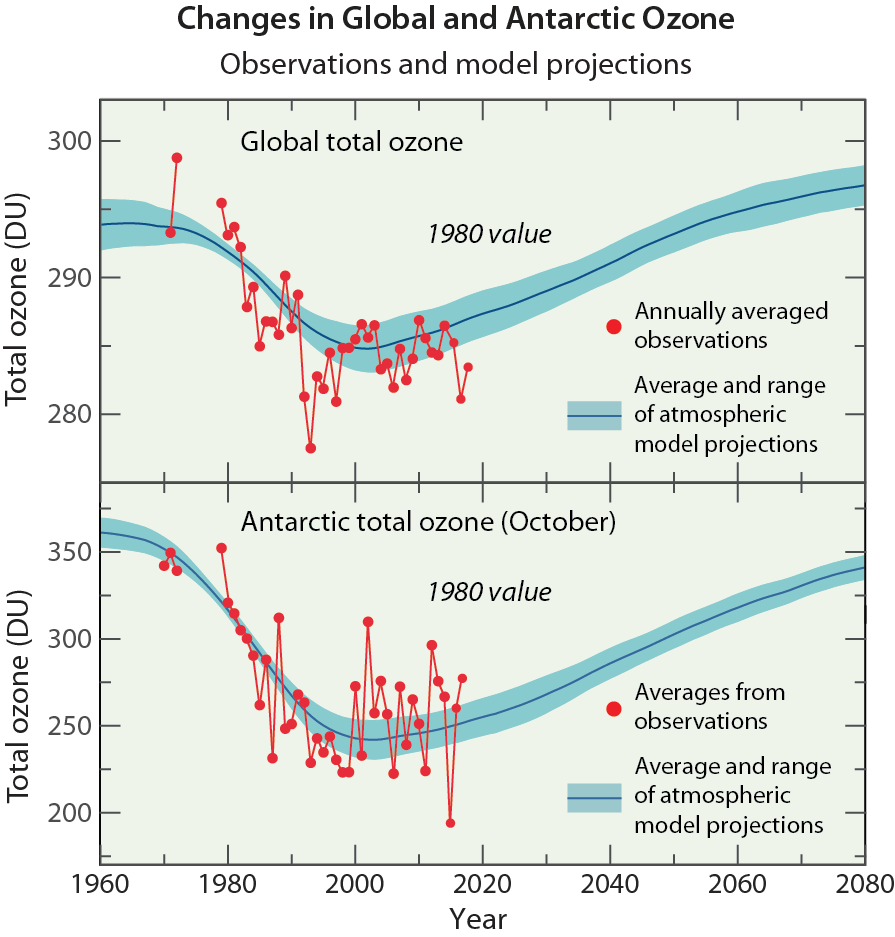 Changes in Global and Antarctic Ozone
Observations and model projections
Global total ozone
1980 value
Annually averaged
observations
Average and range
of atmospheric
model projections
Total ozone (DU)
300
290
280
Antarctic total ozone (October)
1980 value
Averages from
observations
Average and range
of atmospheric
model projections
Total ozone (DU)
350
300
250
200
1960 1980 2000 2020 2040 2060 2080
Year